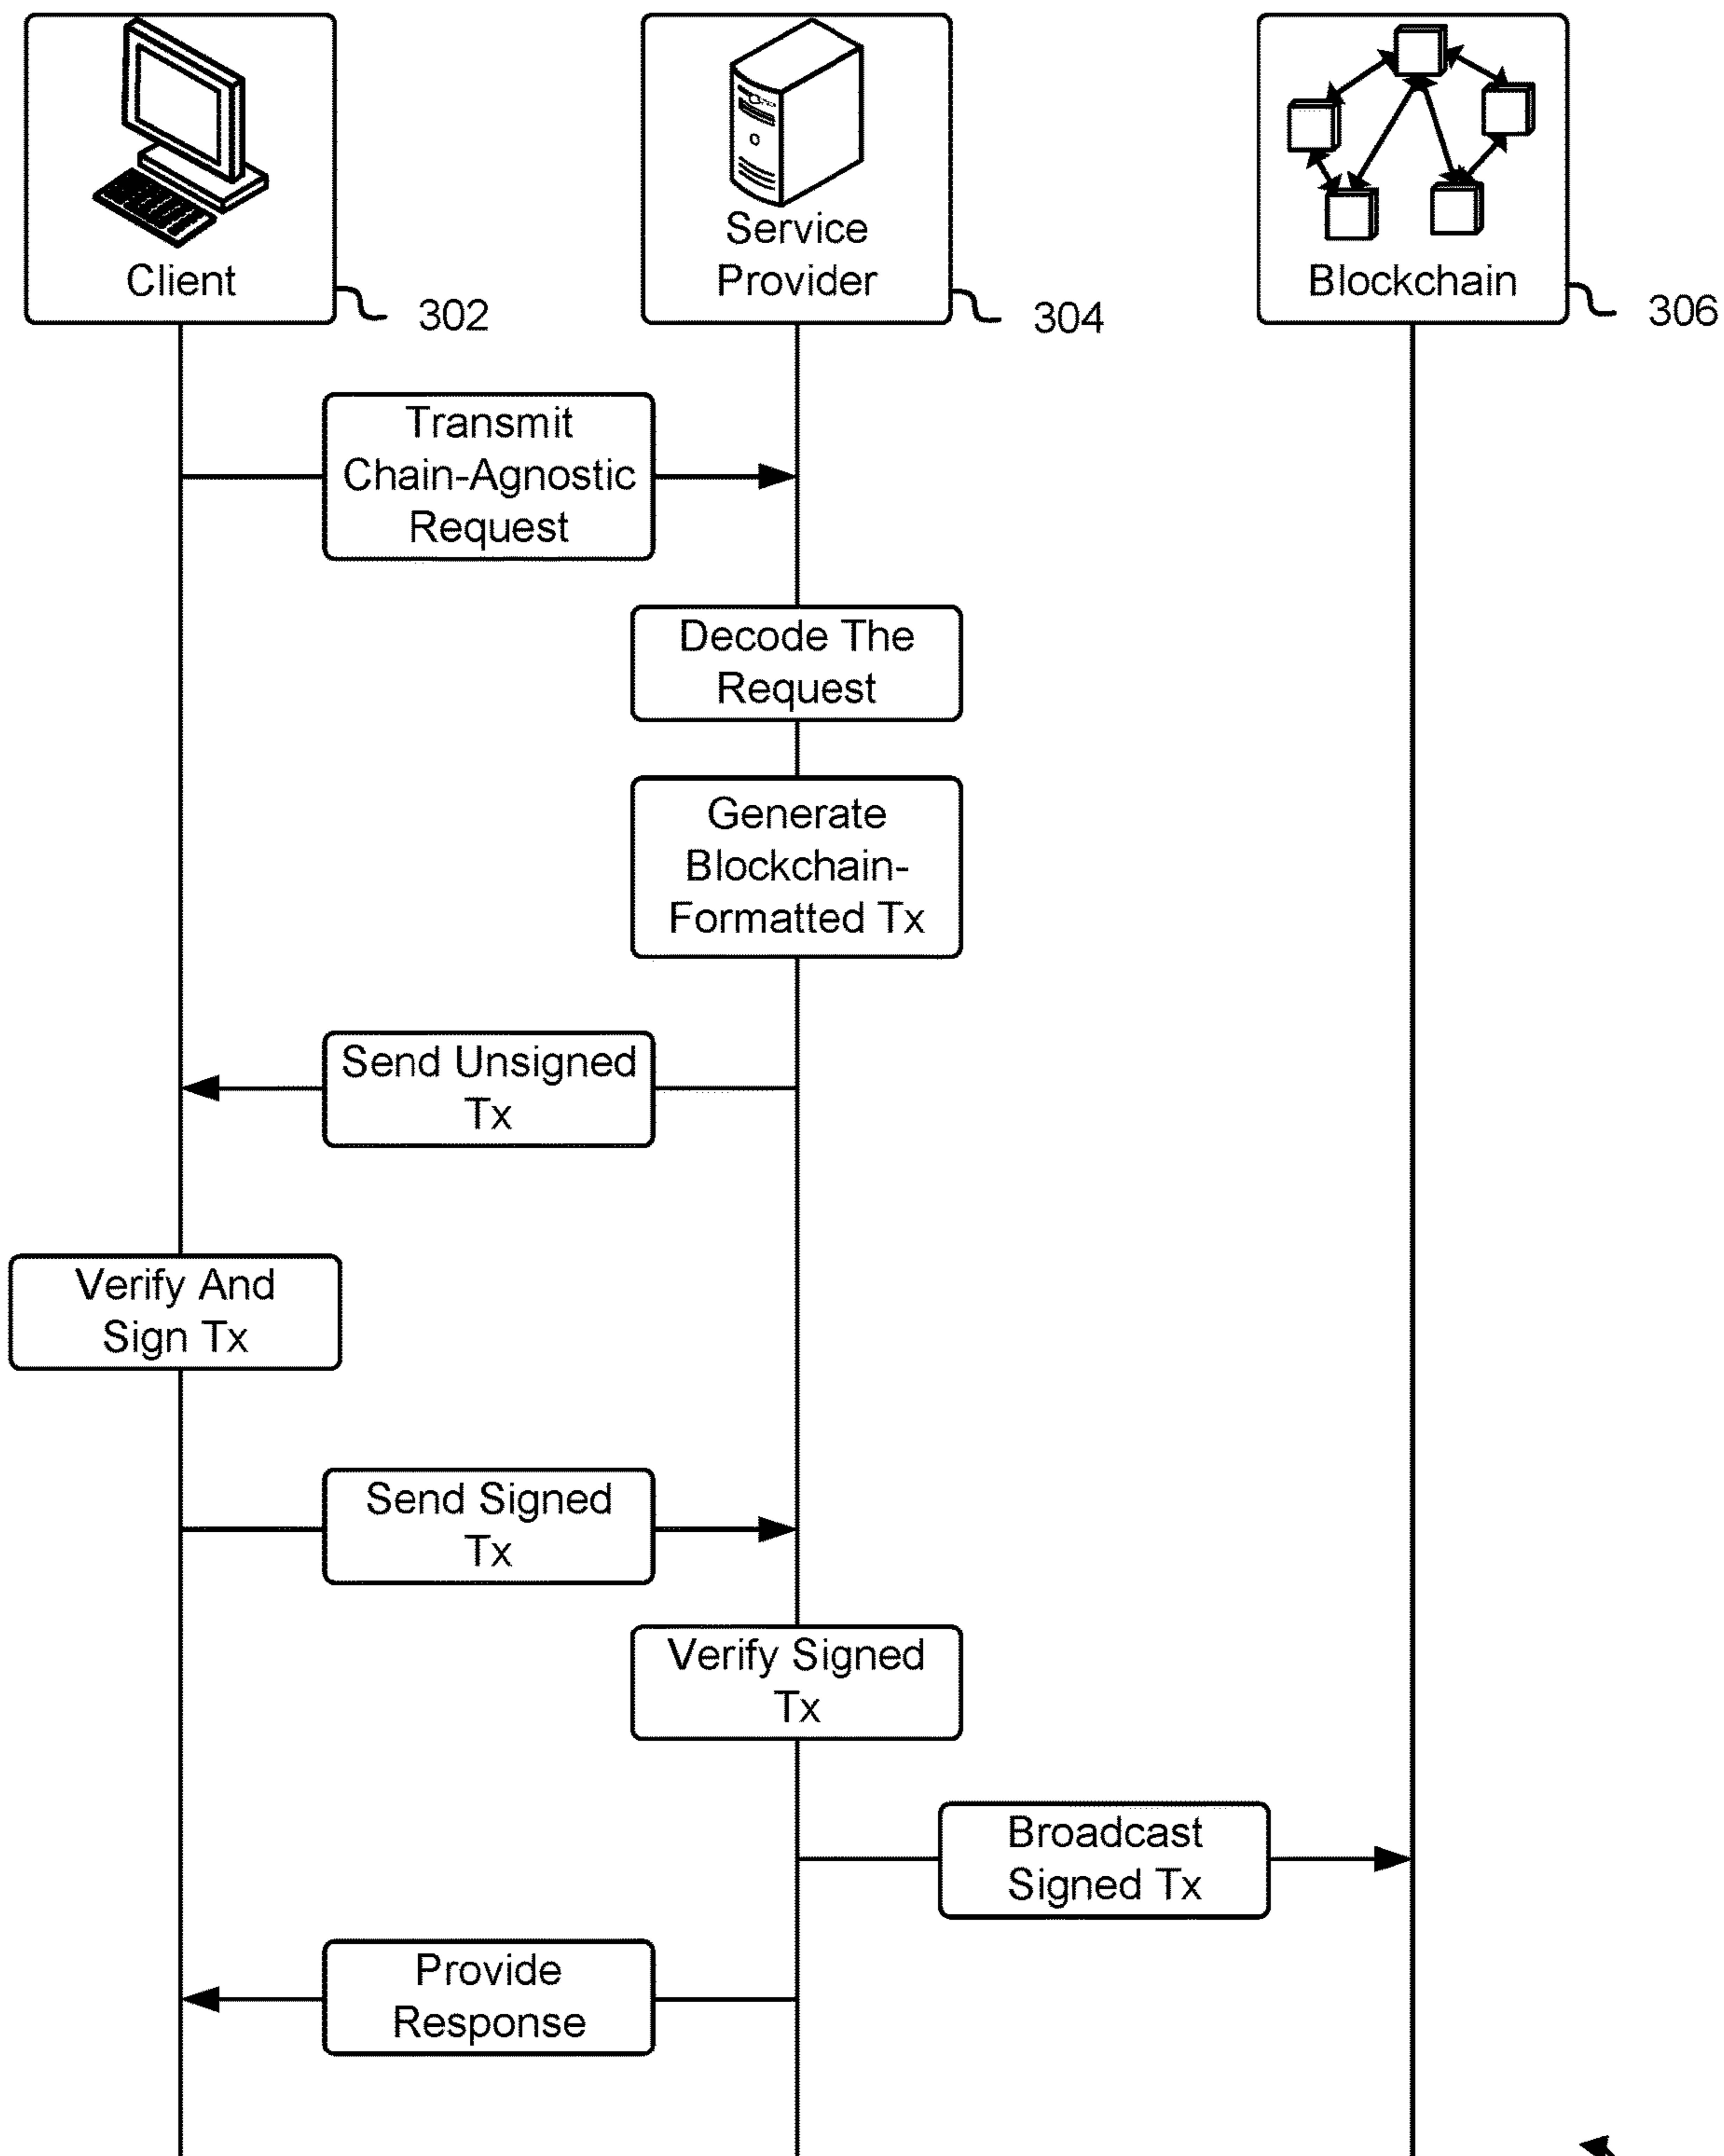 Client
302
Service
Provider
304
Blockchain
306
Transmit
Chain-Agnostic
Request
Decode The
Request
Generate
Blockchain-
Formatted Tx
Send Unsigned
Tx
Verify And
Sign Tx
Send Signed
Tx
Verify Signed
Tx
Broadcast
Signed Tx
Provide
Response